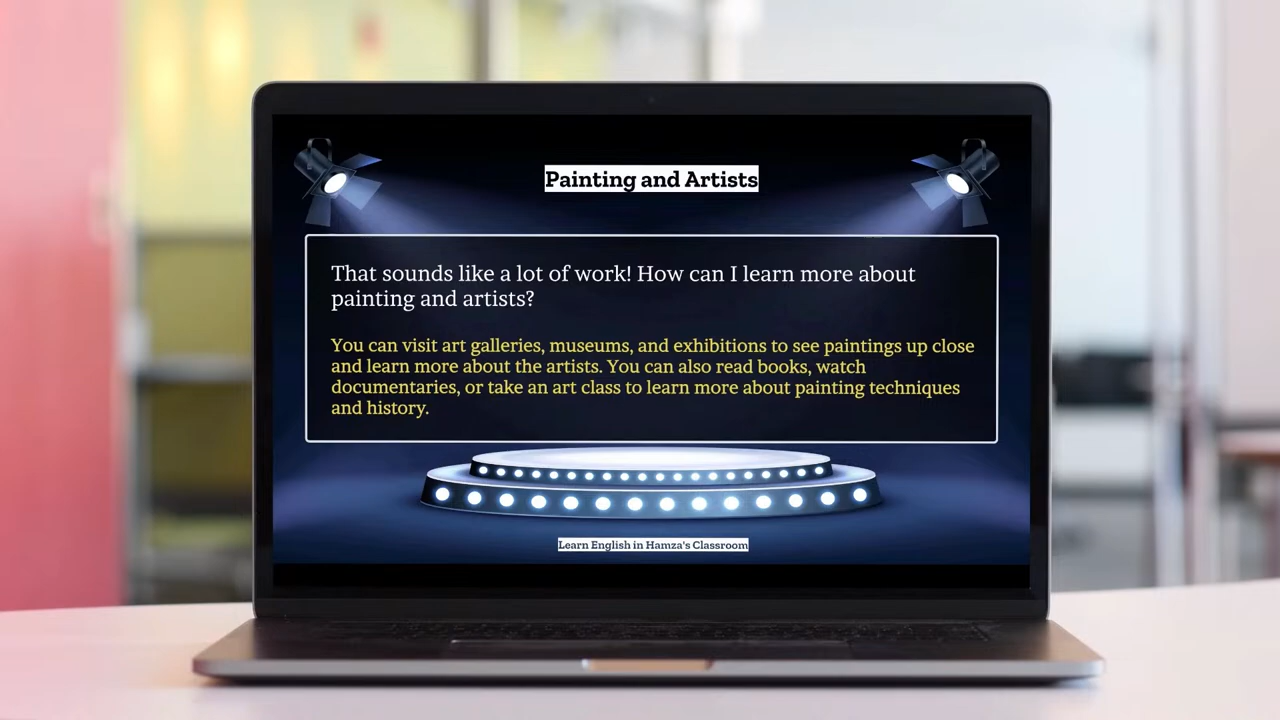 Painting and Artists
That sounds like a lot of work! How can I learn more about
painting and artists?
You can visit art galleries, museums, and exhibitions to see paintings up close
and learn more about the artists. You can also read books, watch
documentaries, or take an art class to learn more about painting techniques
and history.
Learn English in Hamza's Classroom